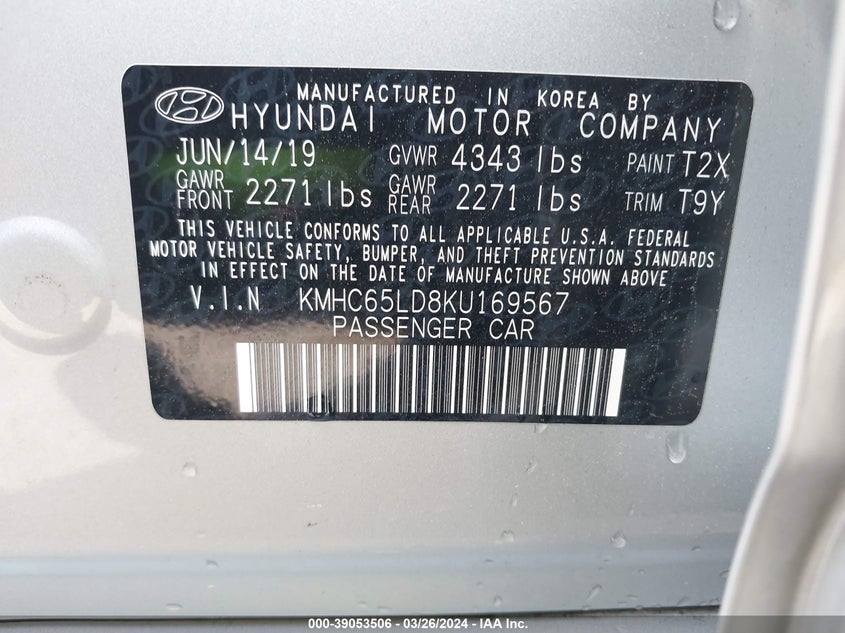 MANUFACTURED IN KOREA BY
HYUNDAI MOTOR COMPANY
JUN/14/19 GVWR 4343 lbs PAINT T2X
GAWR FRONT 2271 lbs GAWR REAR 2271 lbs TRIM T9Y
THIS VEHICLE CONFORMS TO ALL APPLICABLE U.S.A. FEDERAL
MOTOR VEHICLE SAFETY, BUMPER, AND THEFT PREVENTION STANDARDS
IN EFFECT ON THE DATE OF MANUFACTURE SHOWN ABOVE
V.I.N KMHC65LD8KU169567
PASSENGER CAR
000-39053506 - 03/26/2024 - IAA Inc.